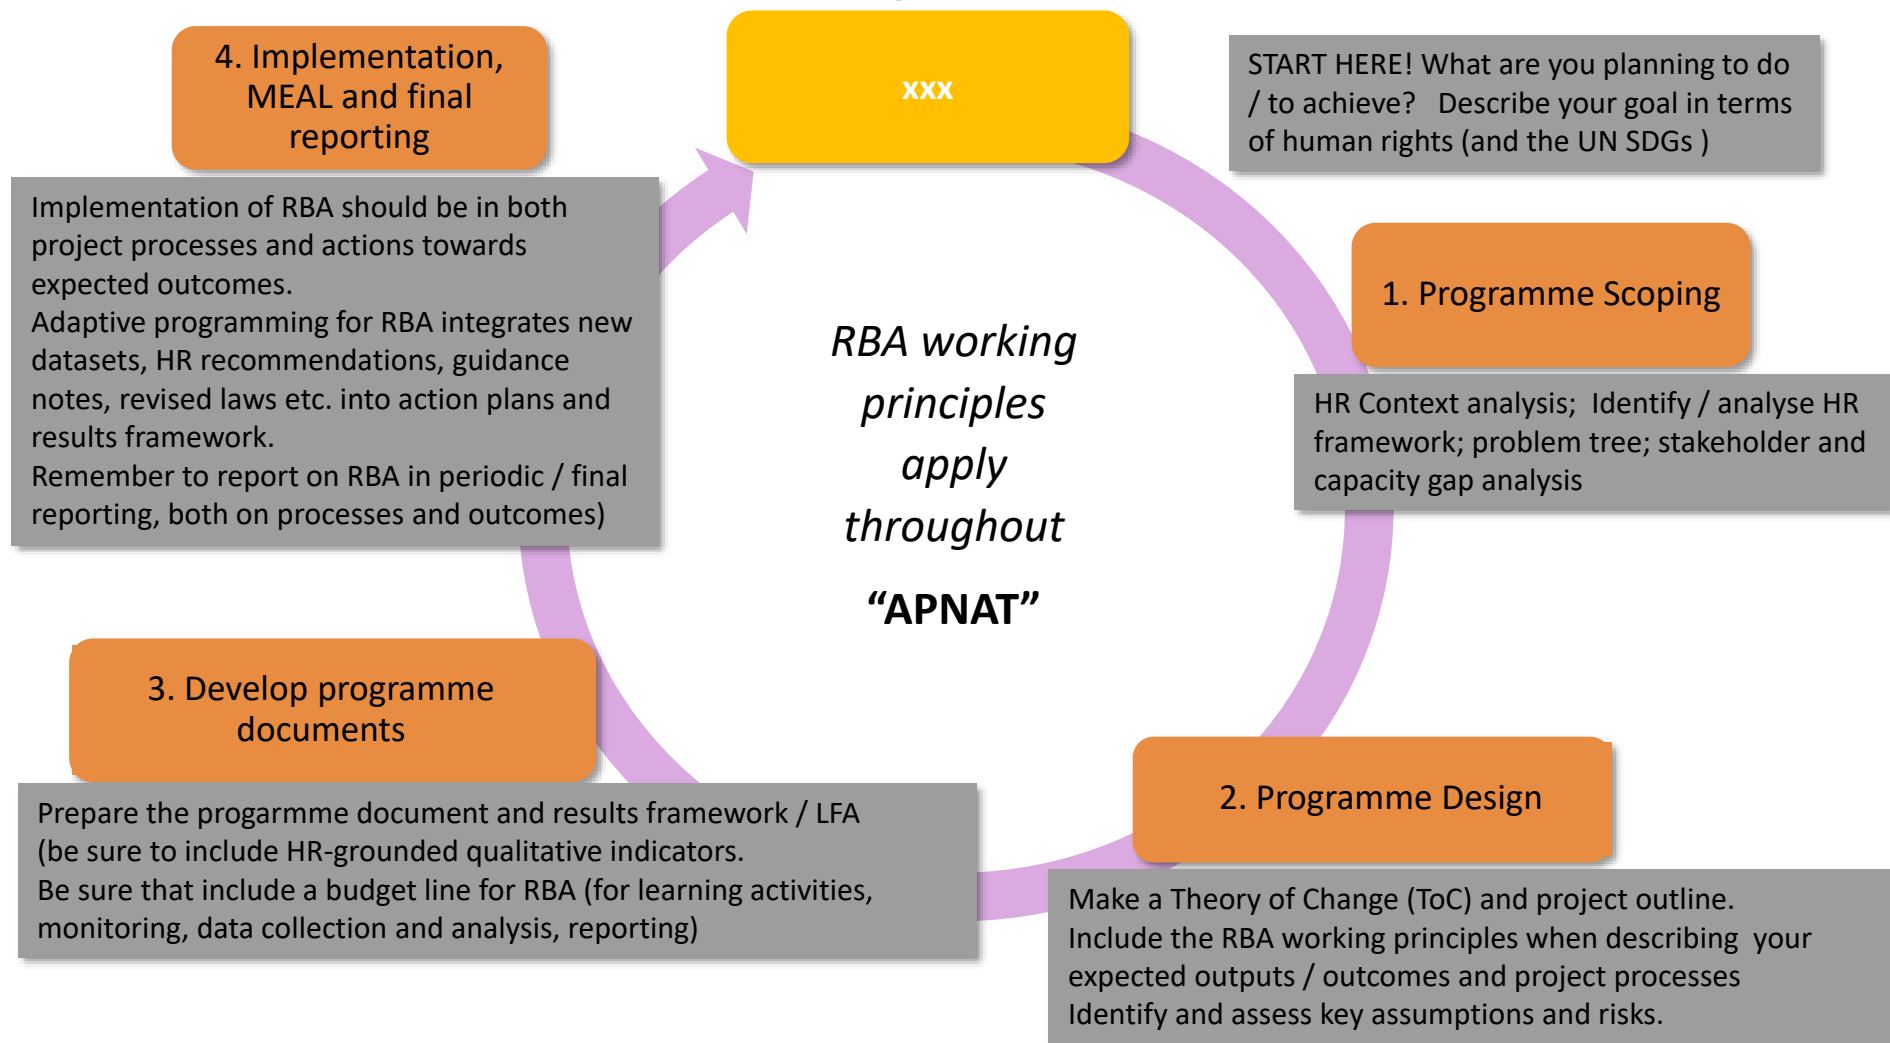 xxx
START HERE! What are you planning to do
/ to achieve? Describe your goal in terms
of human rights (and the UN SDGs )
1. Programme Scoping
HR Context analysis; Identify / analyse HR
framework; problem tree; stakeholder and
capacity gap analysis
2. Programme Design
Make a Theory of Change (ToC) and project outline.
Include the RBA working principles when describing your
expected outputs / outcomes and project processes
Identify and assess key assumptions and risks.
3. Develop programme
documents
Prepare the progarmme document and results framework / LFA
(be sure to include HR-grounded qualitative indicators.
Be sure that include a budget line for RBA (for learning activities,
monitoring, data collection and analysis, reporting)
4. Implementation,
MEAL and final
reporting
Implementation of RBA should be in both
project processes and actions towards
expected outcomes.
Adaptive programming for RBA integrates new
datasets, HR recommendations, guidance
notes, revised laws etc. into action plans and
results framework.
Remember to report on RBA in periodic / final
reporting, both on processes and outcomes)
RBA working
principles
apply
throughout
“APNAT”